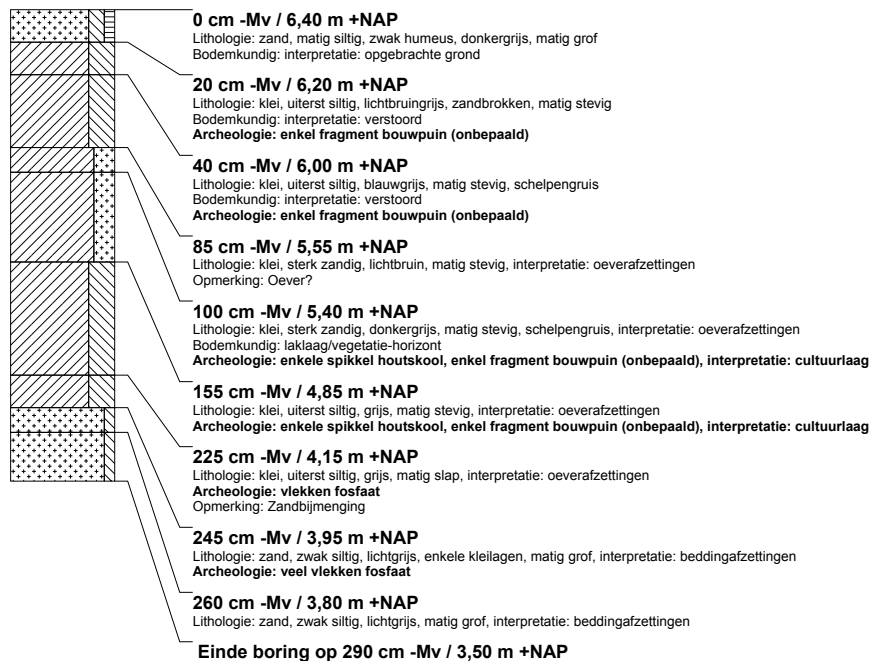 0 cm -Mv / 6,40 m +NAP
Lithologie: zand, matig siltig, zwak humeus, donkergrijs, matig grof
Bodemkundig: interpretatie: opgebrachte grond
20 cm -Mv / 6,20 m +NAP
Lithologie: klei, uiterst siltig, lichtbruingrijs, zandbrokken, matig stevig
Bodemkundig: interpretatie: verstoord
Archeologie: enkel fragment bouwpuin (onbepaald)
40 cm -Mv / 6,00 m +NAP
Lithologie: klei, uiterst siltig, blauwgrijs, matig stevig, schelpengruis
Bodemkundig: interpretatie: verstoord
Archeologie: enkel fragment bouwpuin (onbepaald)
85 cm -Mv / 5,55 m +NAP
Lithologie: klei, sterk zandig, lichtbruin, matig stevig, interpretatie: oeverafzettingen
Opmerking: Oever?
100 cm -Mv / 5,40 m +NAP
Lithologie: klei, sterk zandig, donkergrijs, matig stevig, schelpengruis, interpretatie: oeverafzettingen
Bodemkundig: laklaag/vegetatie-horizont
Archeologie: enkele spikkel houtskool, enkel fragment bouwpuin (onbepaald), interpretatie: cultuurlaag
155 cm -Mv / 4,85 m +NAP
Lithologie: klei, uiterst siltig, grijs, matig stevig, interpretatie: oeverafzettingen
Archeologie: enkele spikkel houtskool, enkel fragment bouwpuin (onbepaald), interpretatie: cultuurlaag
225 cm -Mv / 4,15 m +NAP
Lithologie: klei, uiterst siltig, grijs, matig slap, interpretatie: oeverafzettingen
Archeologie: vlekken fosfaat
Opmerking: Zandbijmenging
245 cm -Mv / 3,95 m +NAP
Lithologie: zand, zwak siltig, lichtgrijs, enkele kleilagen, matig grof, interpretatie: beddingafzettingen
Archeologie: veel vlekken fosfaat
260 cm -Mv / 3,80 m +NAP
Lithologie: zand, zwak siltig, lichtgrijs, matig grof, interpretatie: beddingafzettingen
Einde boring op 290 cm -Mv / 3,50 m +NAP